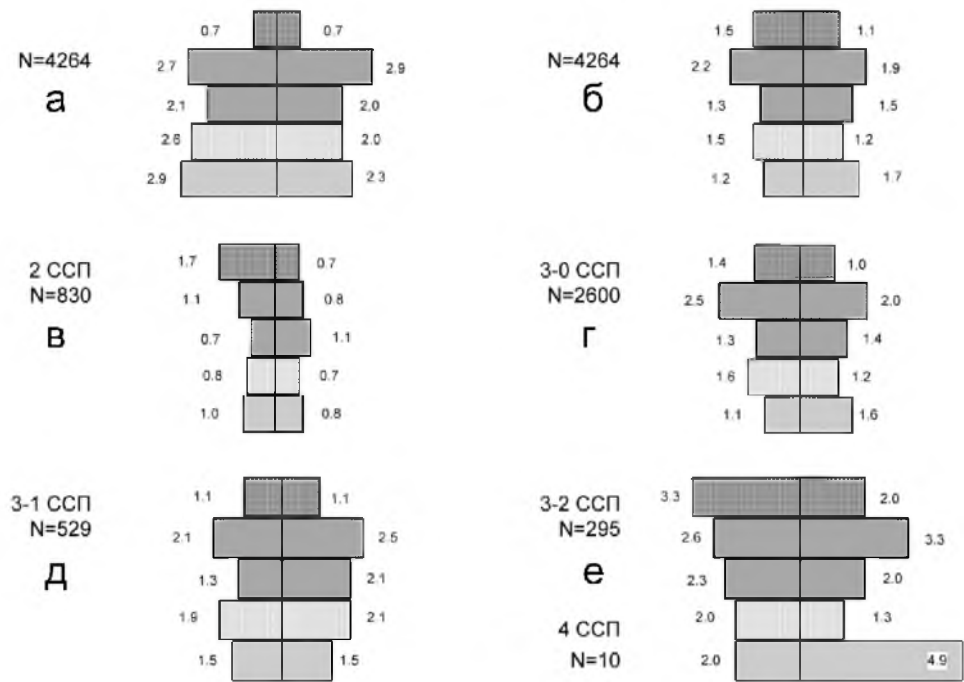 0.7 0.7
N=4264
2.7 2.9
а
2.1 2.0
2.6 2.0
2.9 2.3
1.5 1.1
N=4264
2.2 1.9
б
1.3 1.5
1.5 1.2
1.2 1.7
2 ССП
1.7 0.7
N=830
1.1 0.8
в
0.7 1.1
0.8 0.7
1.0 0.8
3-0 ССП
1.4 1.0
N=2600
2.5 2.0
г
1.3 1.4
1.6 1.2
1.1 1.6
3-1 ССП
1.1 1.1
N=529
2.1 2.5
д
1.3 2.1
1.9 2.1
1.5 1.5
3-2 ССП
3.3 2.0
N=295
2.6 3.3
е
2.3 2.0
2.0 1.3
4 ССП
N=10
2.0 4.9